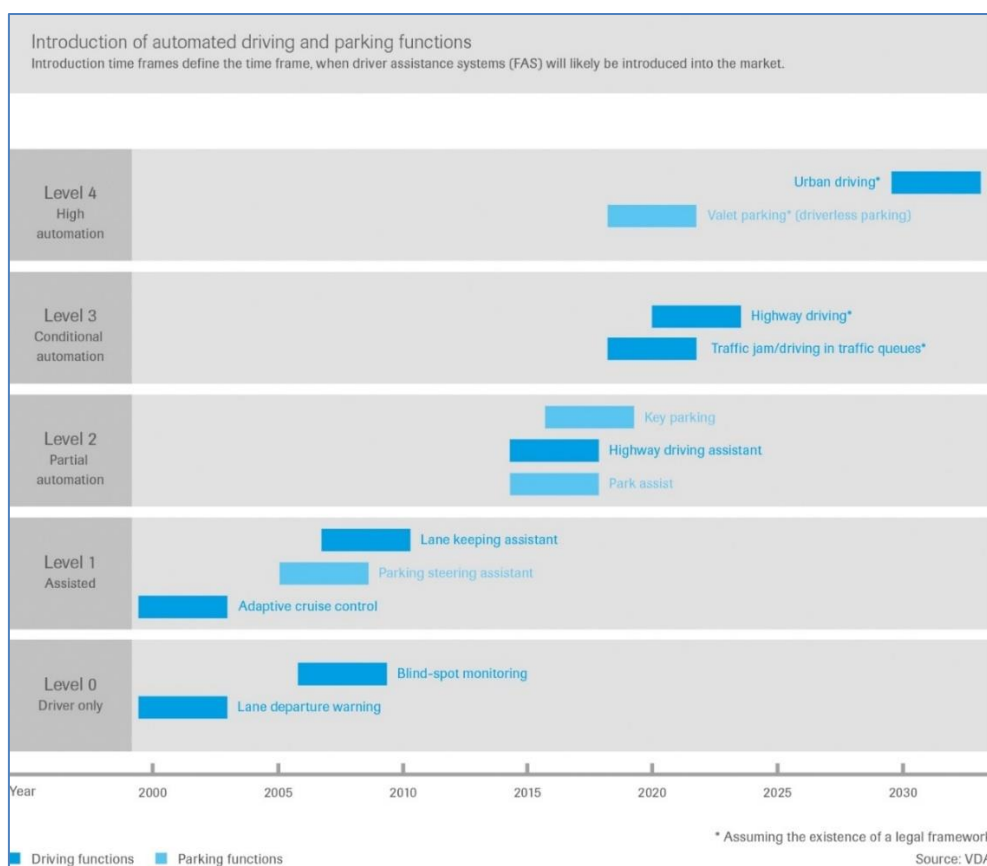 Introduction of automated driving and parking functions
Introduction time frames define the time frame, when driver assistance systems (FAS) will likely be introduced into the market.
Level 4
High
automation
Urban driving*
Valet parking* (driverless parking)
Level 3
Conditional
automation
Highway driving*
Traffic jam/driving in traffic queues*
Level 2
Partial
automation
Key parking
Highway driving assistant
Park assist
Level 1
Assisted
Lane keeping assistant
Parking steering assistant
Adaptive cruise control
Level 0
Driver only
Blind-spot monitoring
Lane departure warning
Year 2000 2005 2010 2015 2020 2025 2030
* Assuming the existence of a legal framework
Driving functions Parking functions
Source: VDA